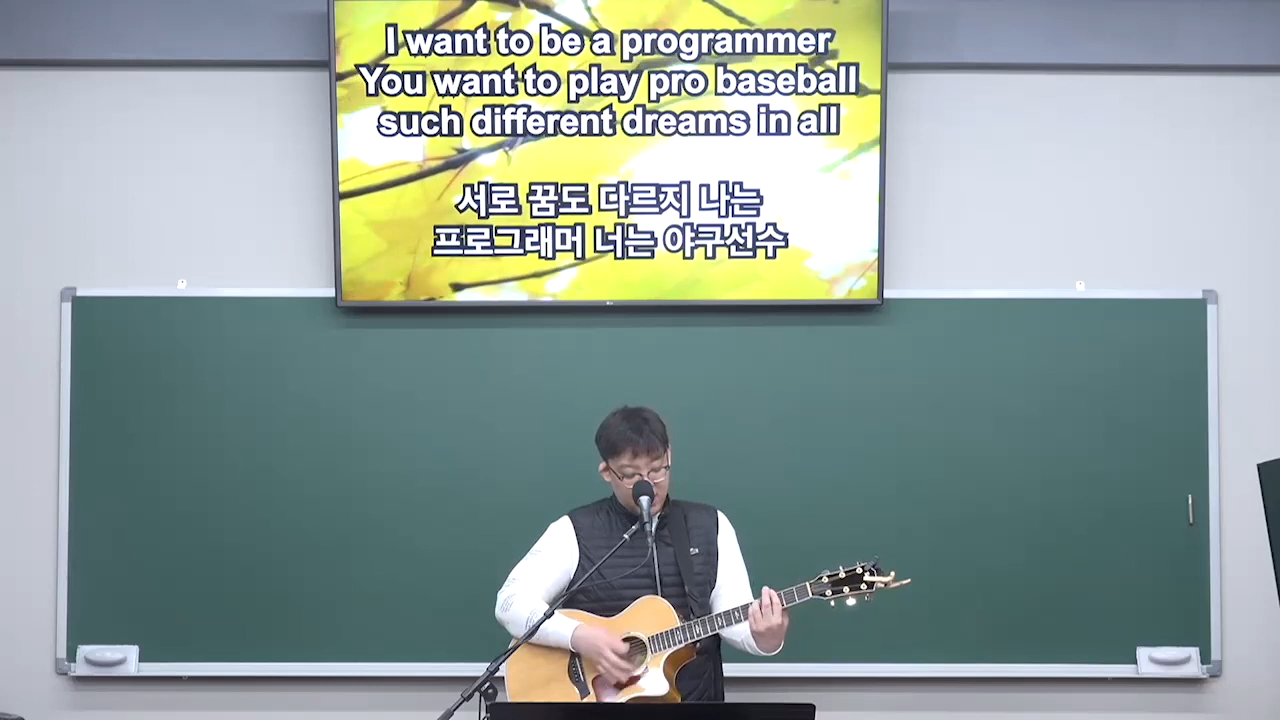 I want to be a programmer
You want to play pro baseball
such different dreams in all
서로 꿈도 다르지 나는
프로그래머 너는 야구선수